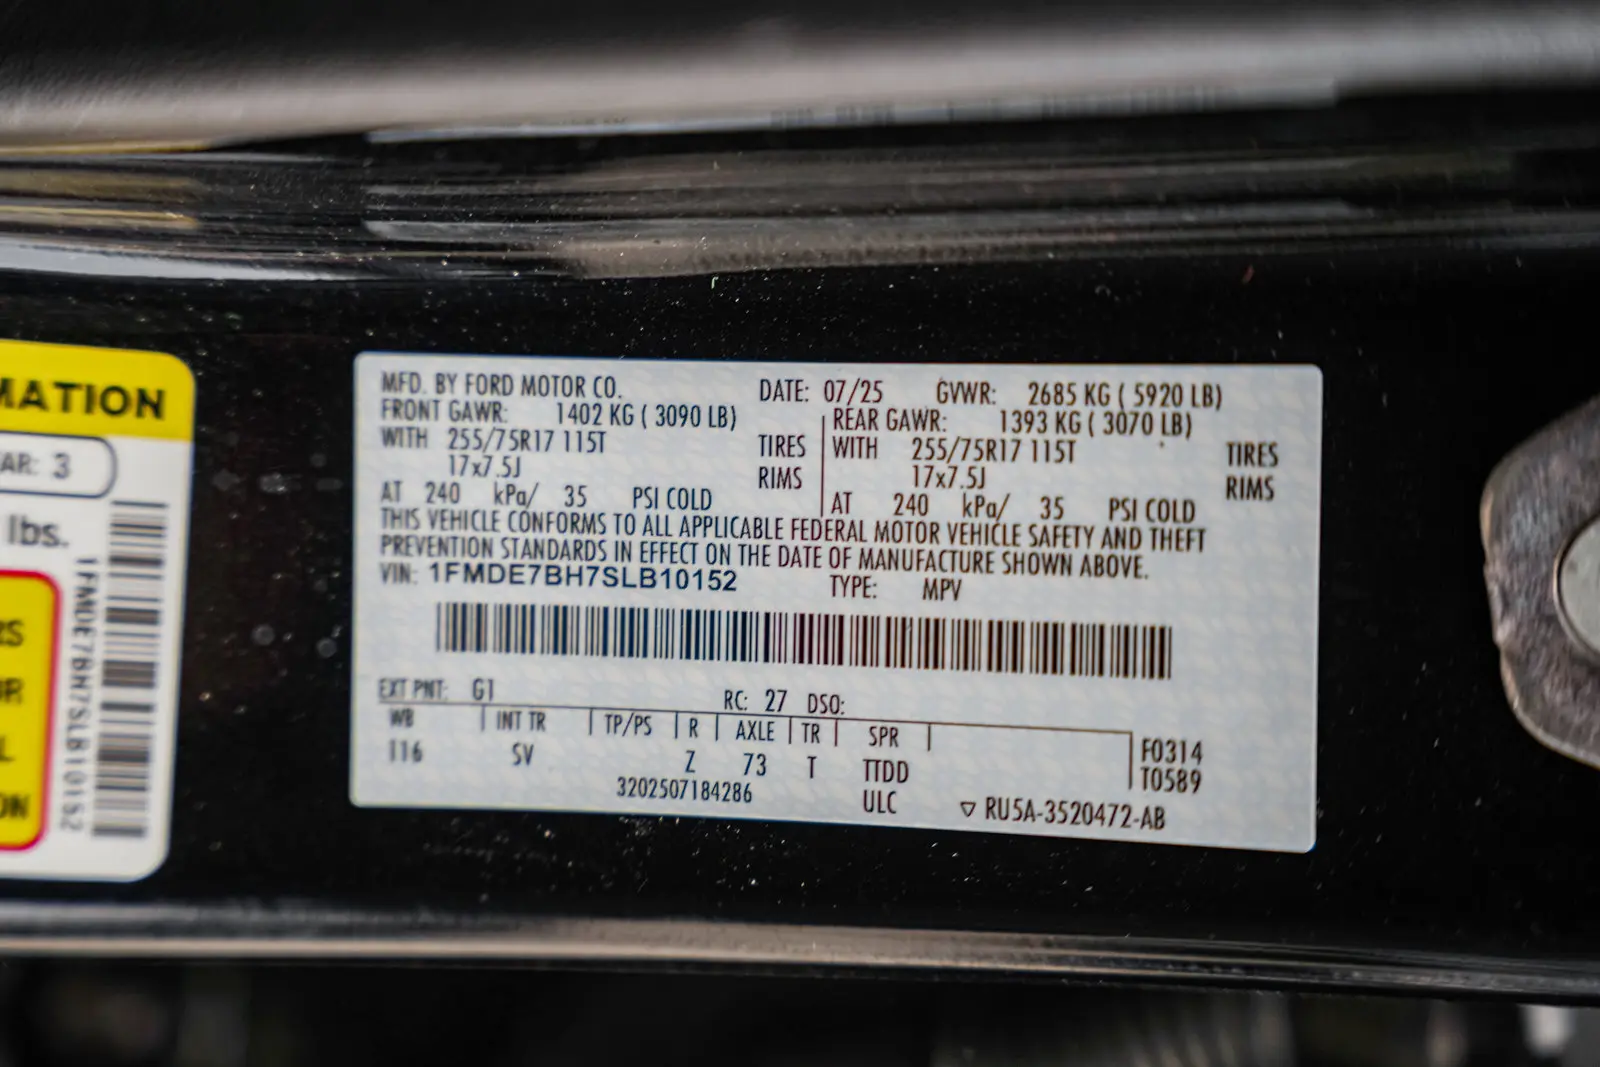 MATION
AR: 3
lbs.
RS
OR
L
ON
1FMDE7BH7SLB10152
MFD. BY FORD MOTOR CO. DATE: 07/25 GVWR: 2685 KG ( 5920 LB)
FRONT GAWR: 1402 KG ( 3090 LB) REAR GAWR: 1393 KG ( 3070 LB)
WITH 255/75R17 115T TIRES WITH 255/75R17 115T TIRES
17x7.5J RIMS 17x7.5J RIMS
AT 240 kPa/ 35 PSI COLD AT 240 kPa/ 35 PSI COLD
THIS VEHICLE CONFORMS TO ALL APPLICABLE FEDERAL MOTOR VEHICLE SAFETY AND THEFT
PREVENTION STANDARDS IN EFFECT ON THE DATE OF MANUFACTURE SHOWN ABOVE.
VIN: 1FMDE7BH7SLB10152 TYPE: MPV
EXT PNT: G1 RC: 27 DSO:
WB INT TR TP/PS R AXLE TR SPR F0314
116 SV Z 73 T TTDD T0589
3202507184286 ULC ▽ RU5A-3520472-AB